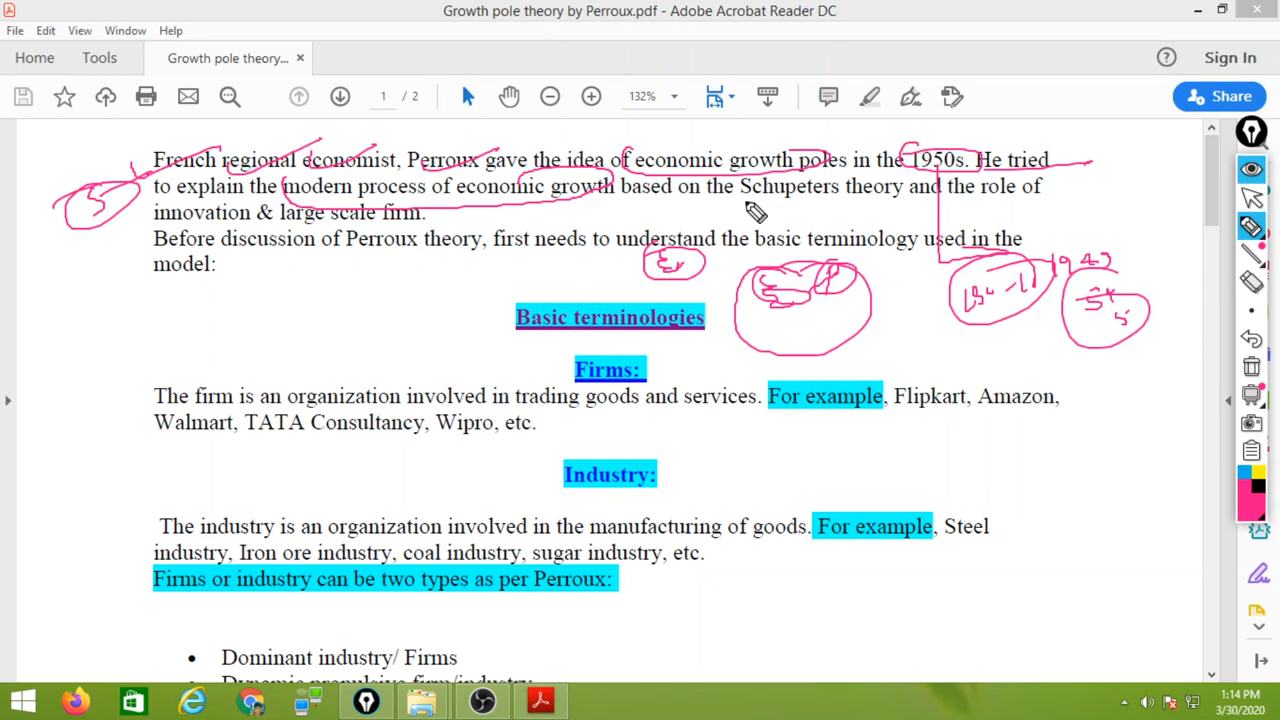 Growth pole theory by Perroux.pdf - Adobe Acrobat Reader DC
File Edit View Window Help
Home Tools Growth pole theory... × Sign In
1 / 2 132% Share
French regional economist, Perroux gave the idea of economic growth poles in the 1950s. He tried
to explain the modern process of economic growth based on the Schupeters theory and the role of
innovation & large scale firm.
Before discussion of Perroux theory, first needs to understand the basic terminology used in the
model:
Basic terminologies
Firms:
The firm is an organization involved in trading goods and services. For example, Flipkart, Amazon,
Walmart, TATA Consultancy, Wipro, etc.
Industry:
The industry is an organization involved in the manufacturing of goods. For example, Steel
industry, Iron ore industry, coal industry, sugar industry, etc.
Firms or industry can be two types as per Perroux:
• Dominant industry/ Firms
Dynamic propulsive firm/industry
1:14 PM
3/30/2020